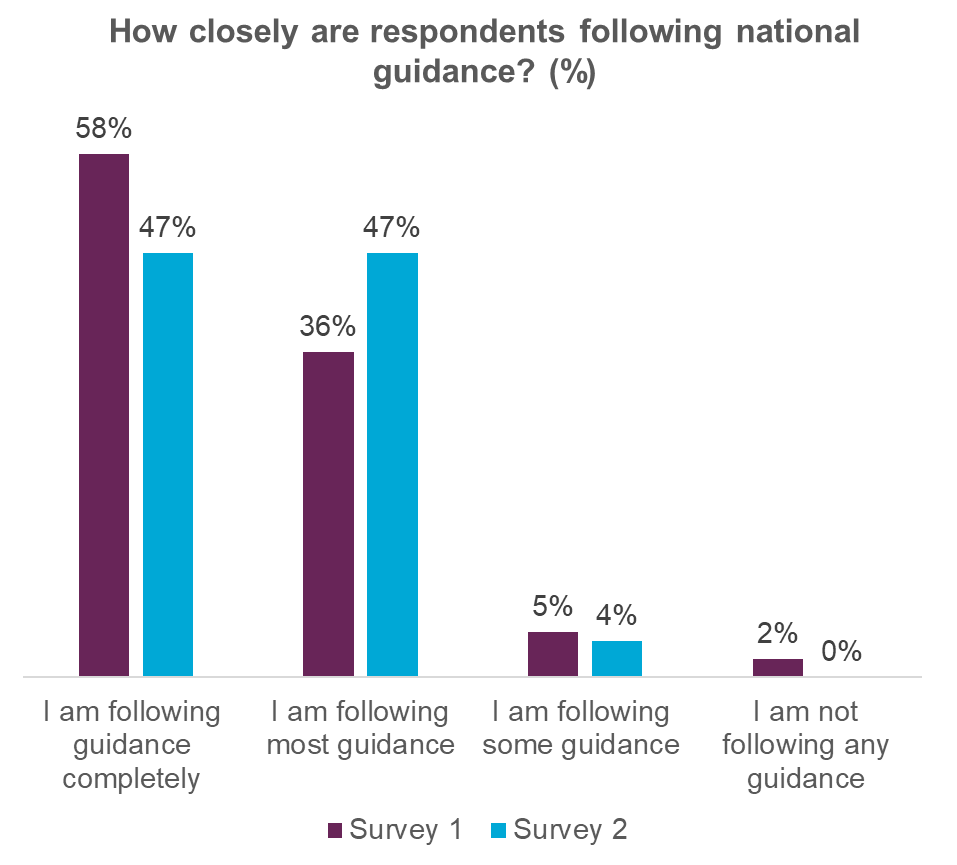 How closely are respondents following national
guidance? (%)
58%
47%
36%
47%
5%
4%
2%
0%
I am following
guidance
completely
I am following
most guidance
I am following
some guidance
I am not
following any
guidance
Survey 1
Survey 2